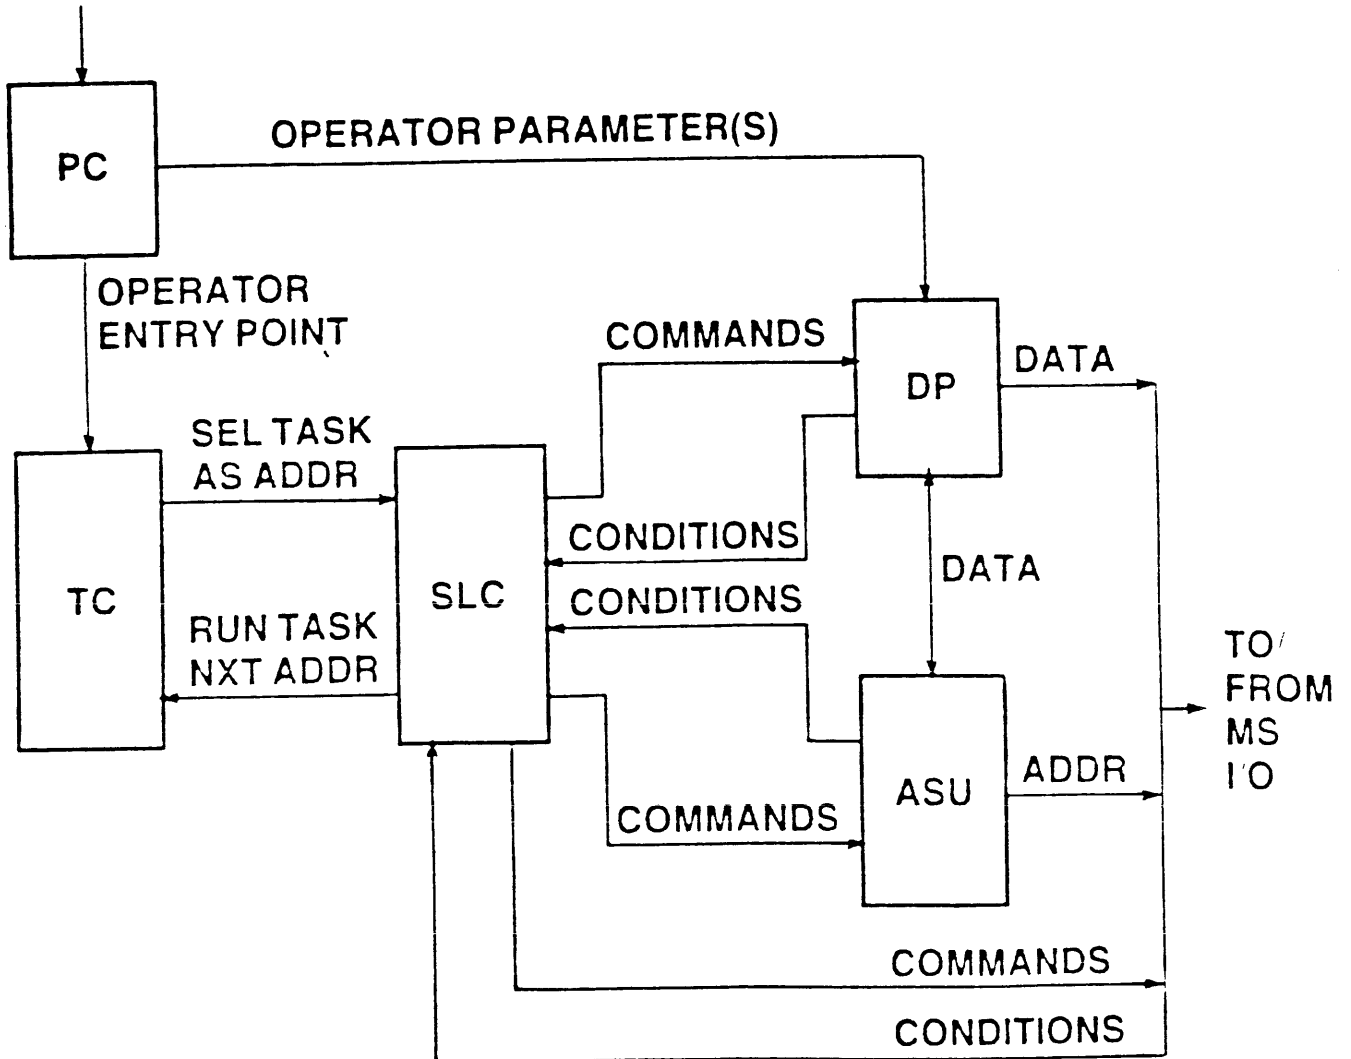 OPERATOR PARAMETER(S)
PC
OPERATOR
ENTRY POINT
COMMANDS
DATA
DP
SEL TASK
AS ADDR
CONDITIONS
DATA
CONDITIONS
TC
SLC
RUN TASK
NXT ADDR
TO/
FROM
MS
I/O
ADDR
ASU
COMMANDS
COMMANDS
CONDITIONS